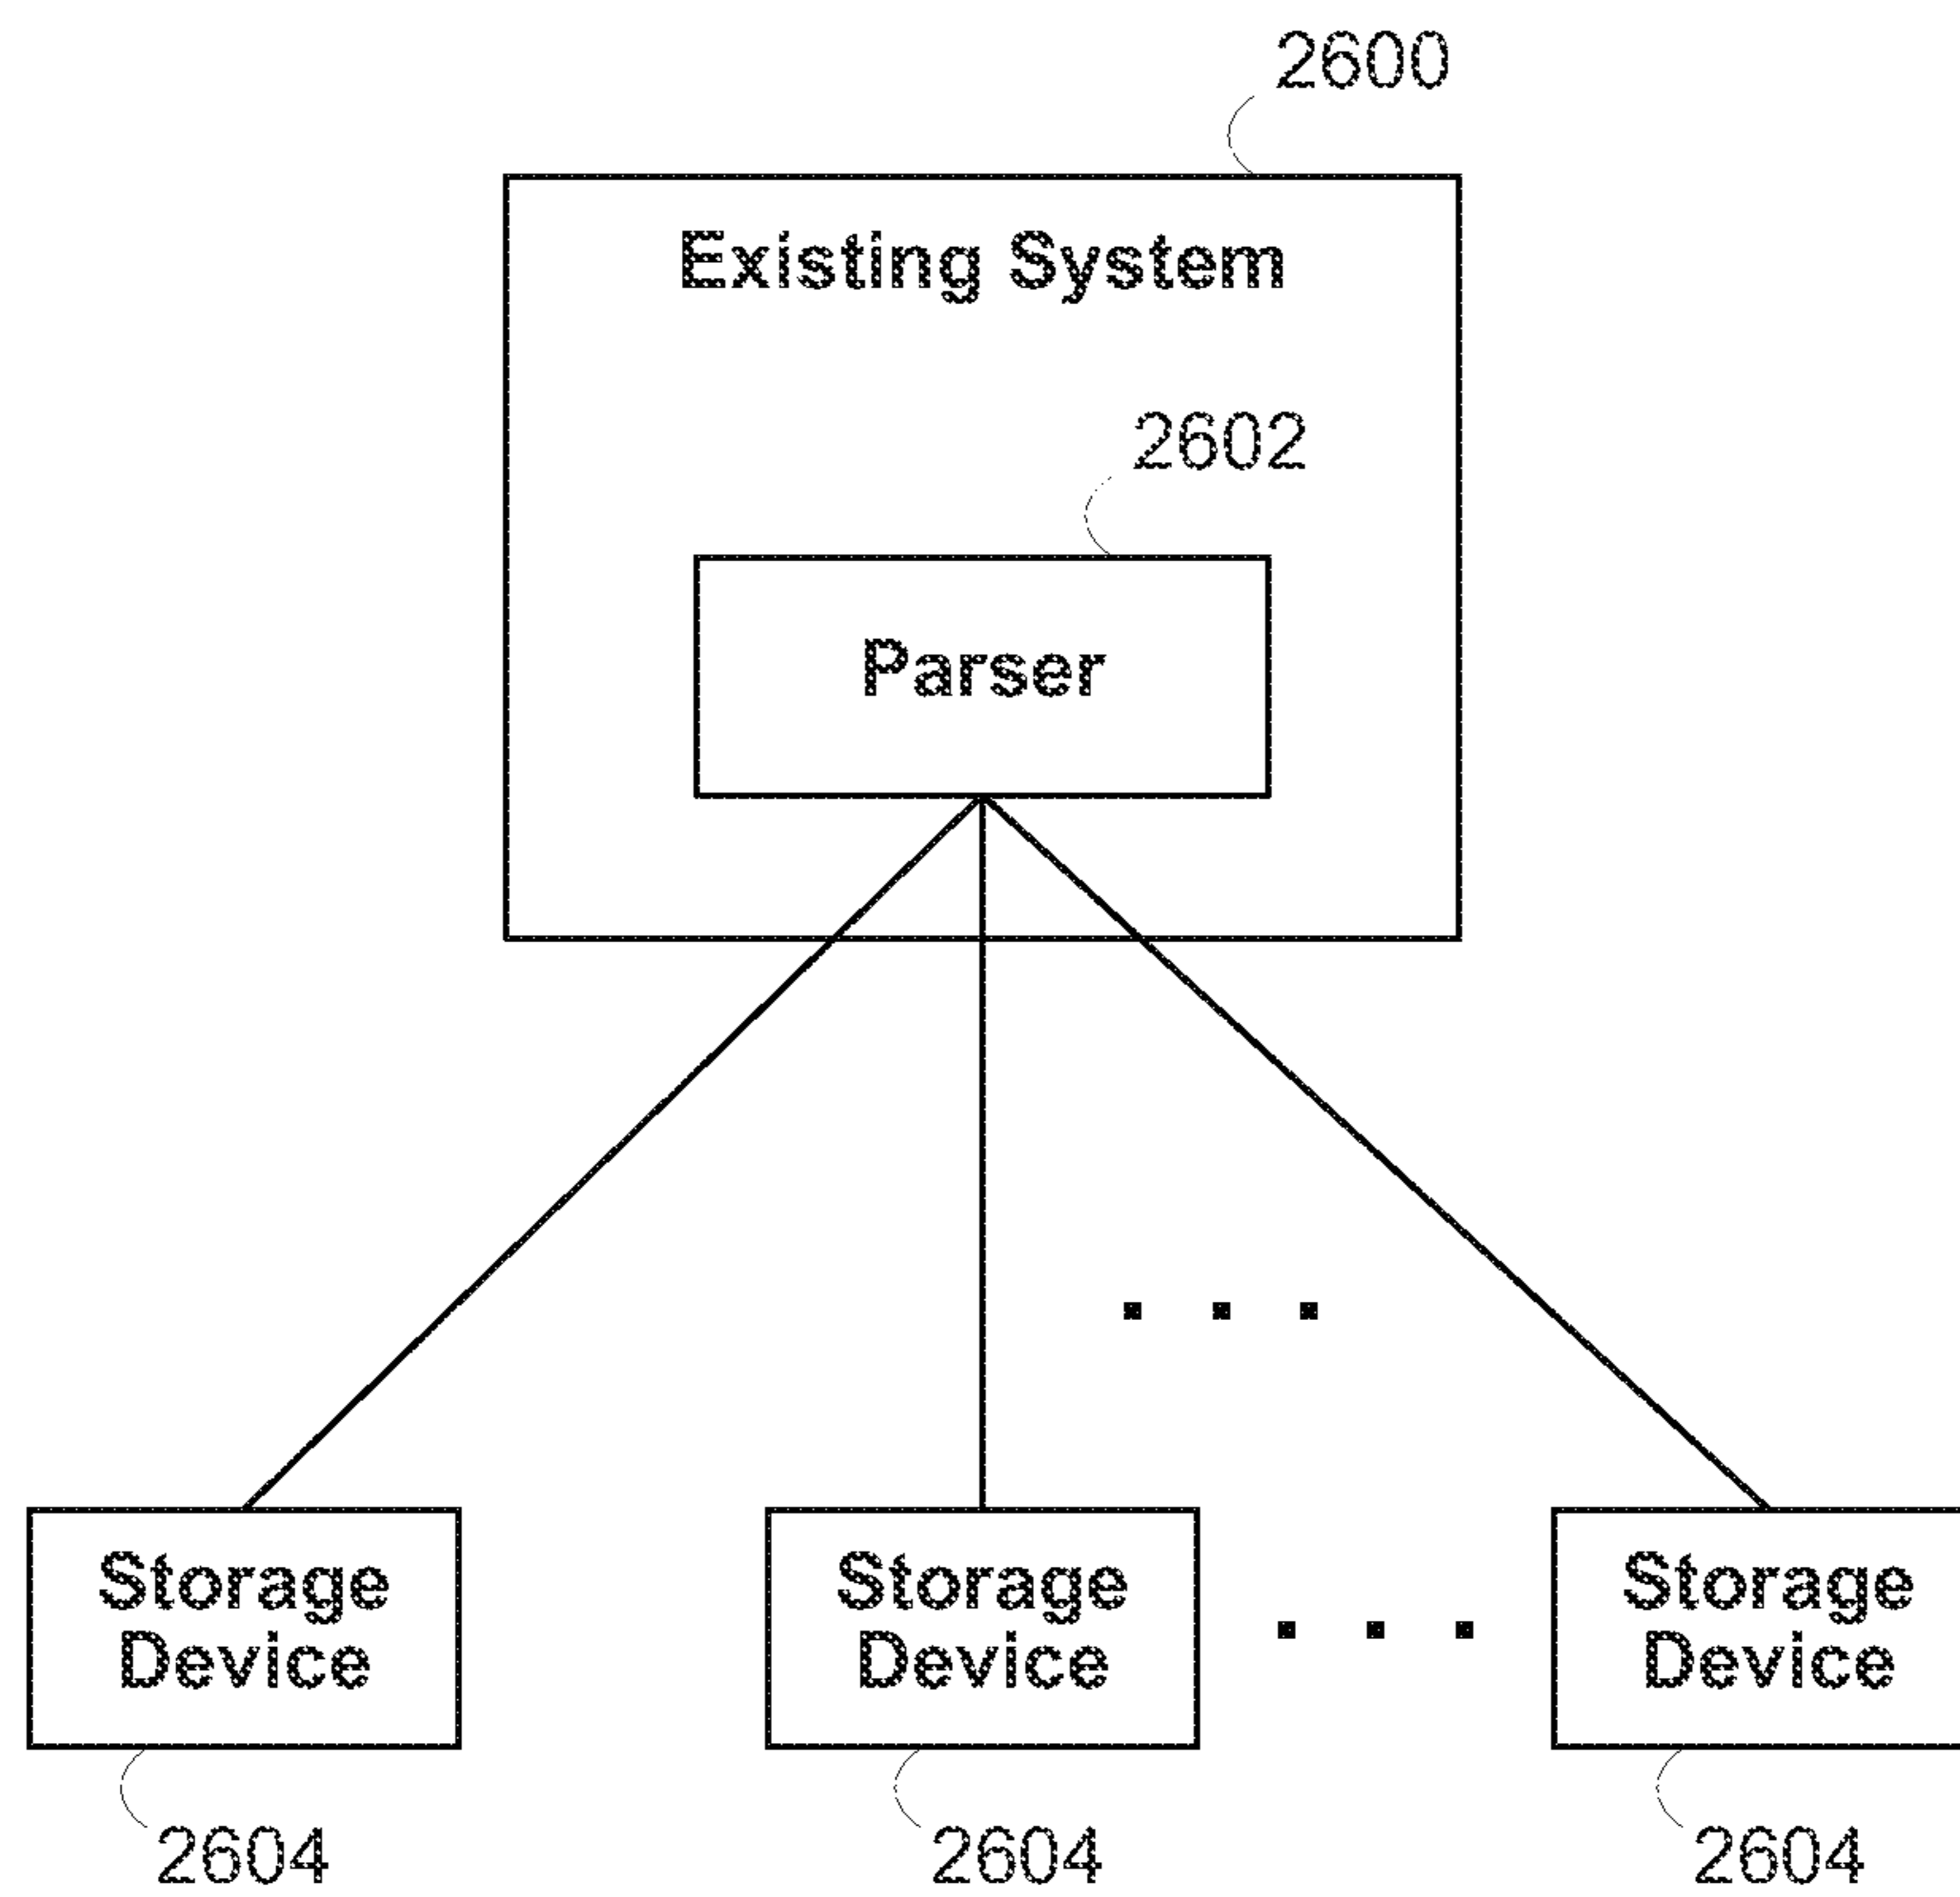 2600
Existing System
2602
Parser
Storage
Device
Storage
Device
. . .
Storage
Device
2604
2604
2604